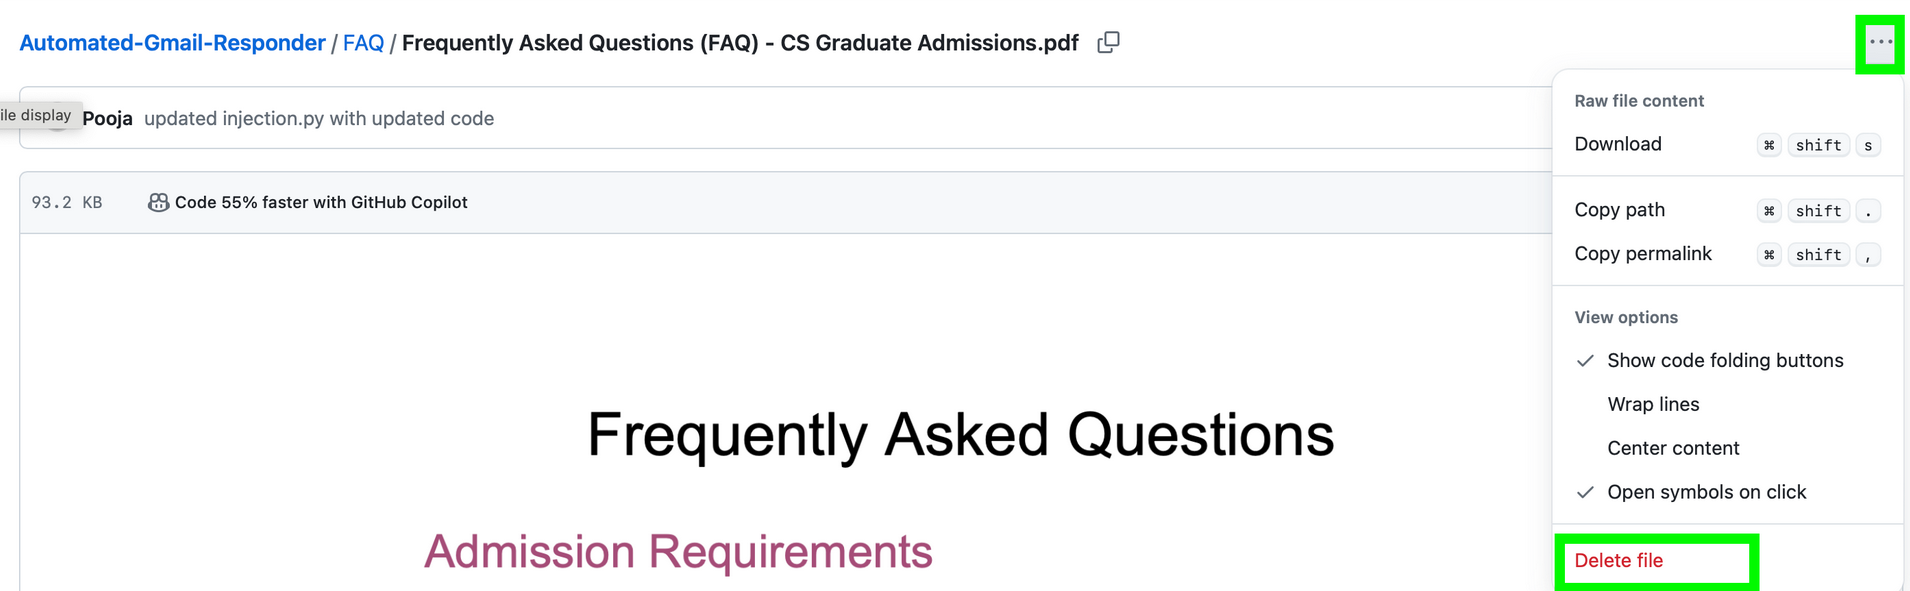 Automated-Gmail-Responder / FAQ / Frequently Asked Questions (FAQ) - CS Graduate Admissions.pdf
ile display
Pooja updated injection.py with updated code
93.2 KB Code 55% faster with GitHub Copilot
Frequently Asked Questions
Admission Requirements
Raw file content
Download ⌘ shift s
Copy path ⌘ shift .
Copy permalink ⌘ shift ,
View options
Show code folding buttons
Wrap lines
Center content
Open symbols on click
Delete file